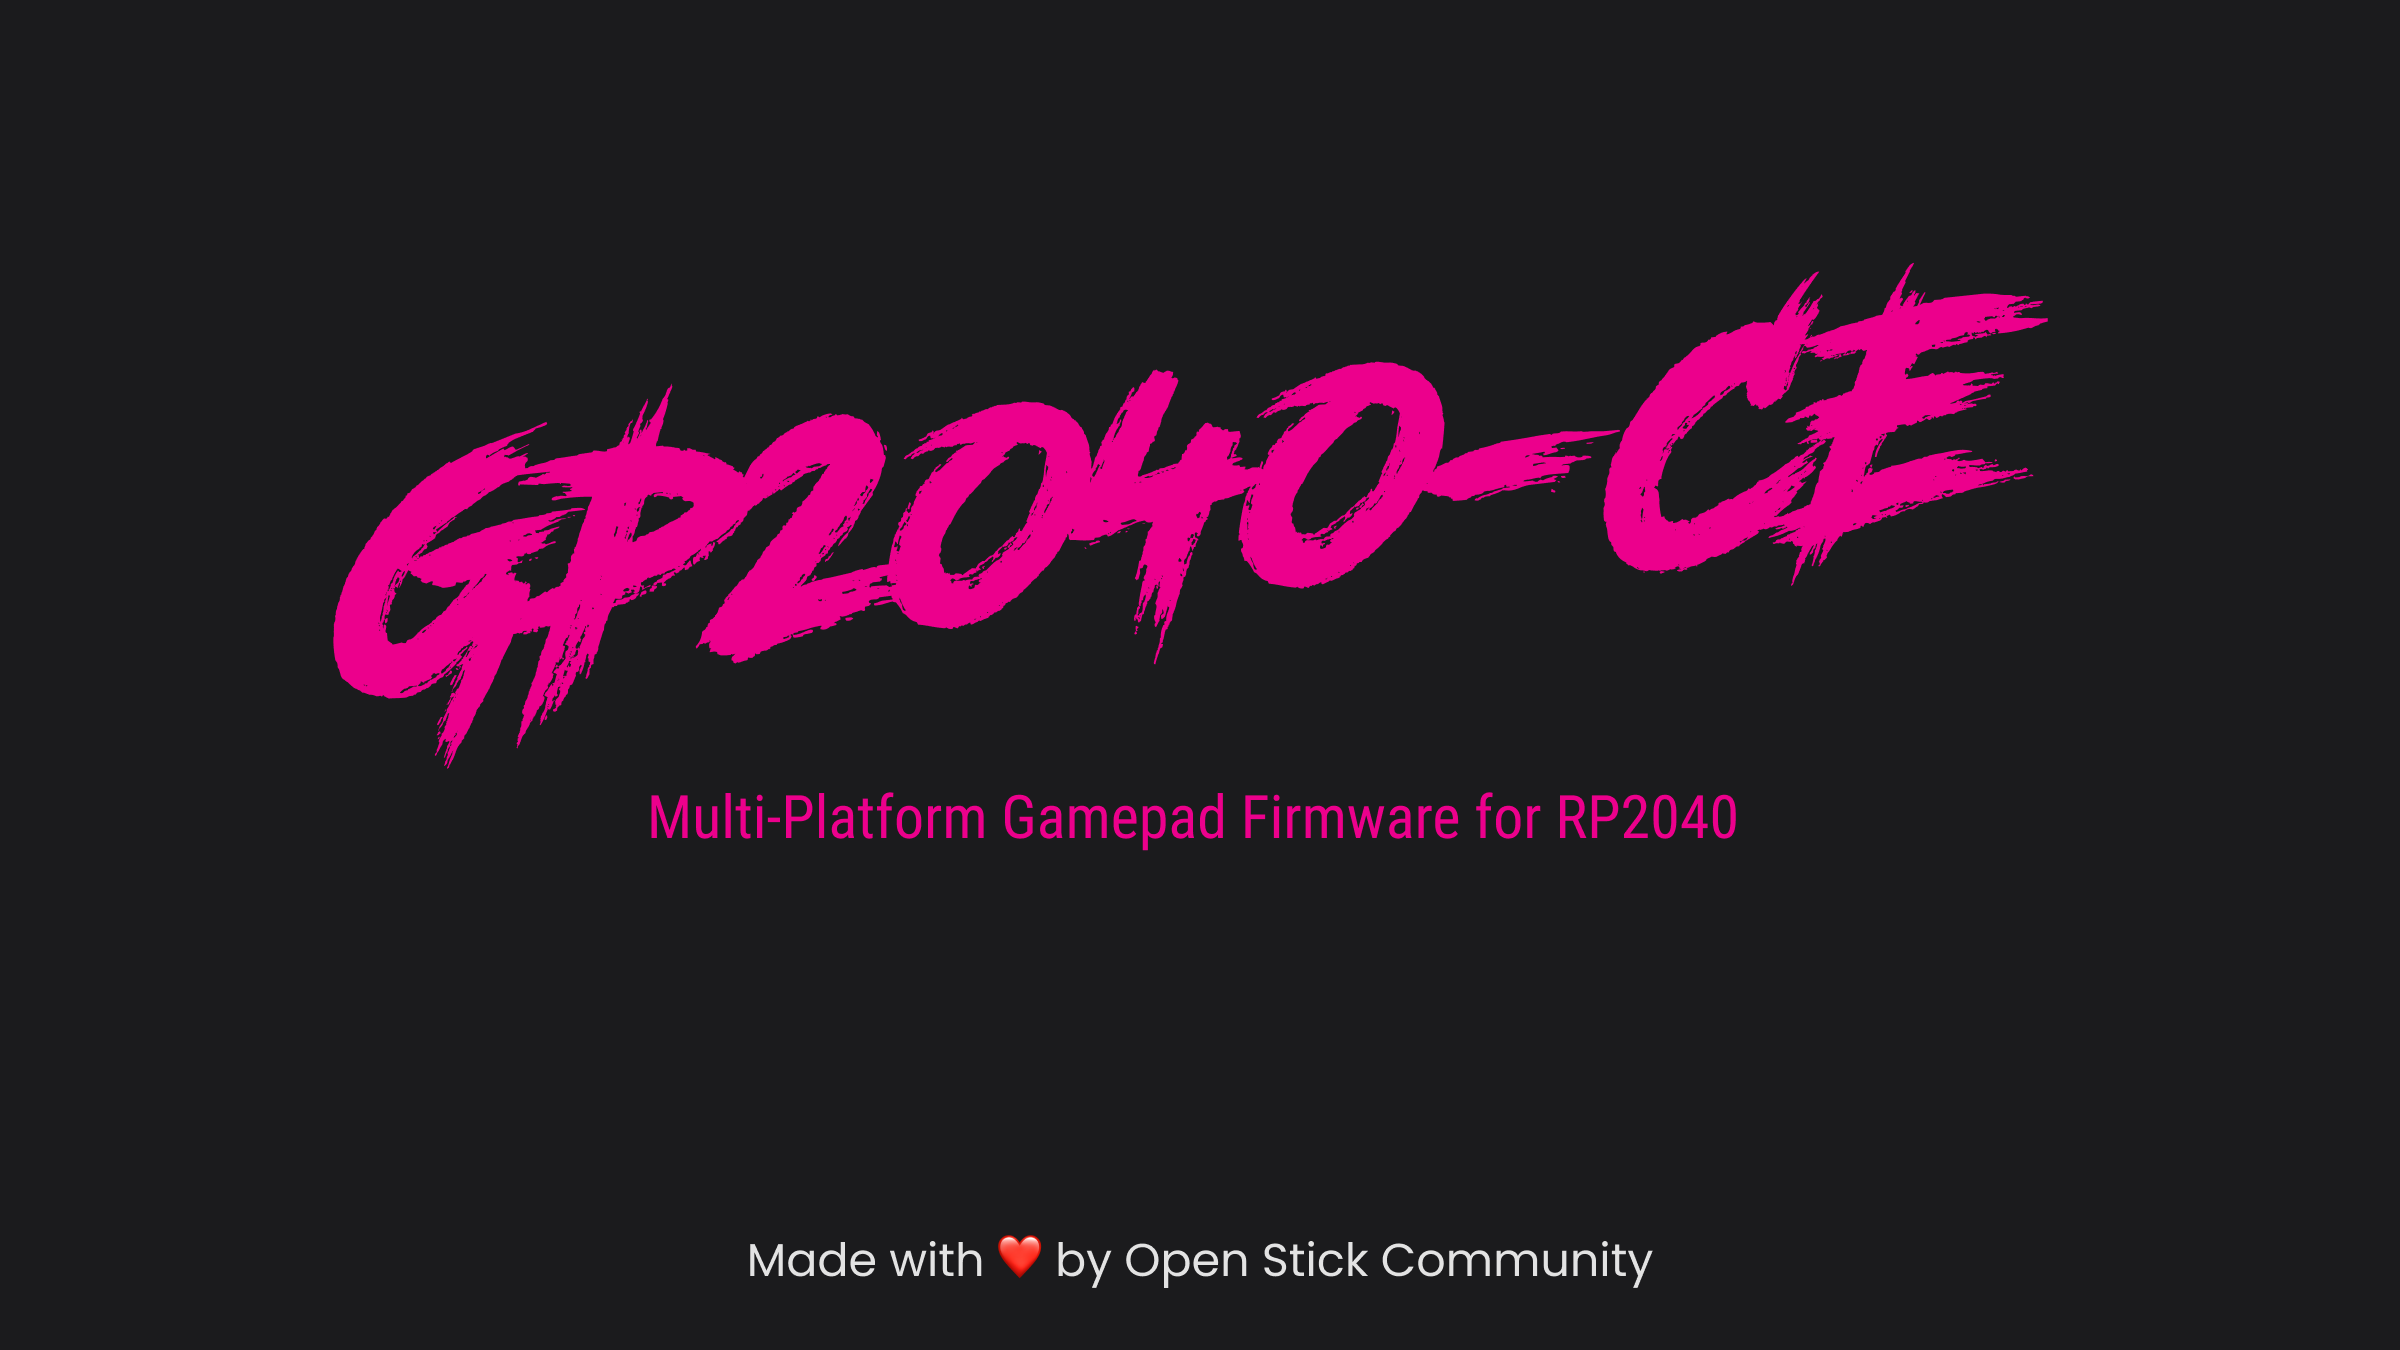 GP2040-CE
Multi-Platform Gamepad Firmware for RP2040
Made with ❤️ by Open Stick Community